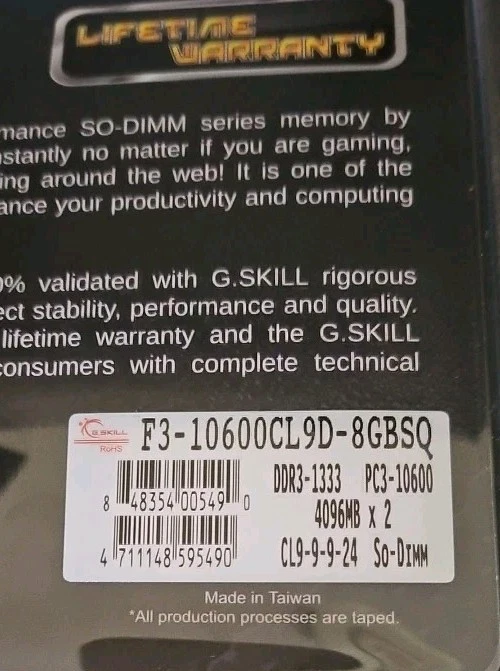 LIFETIME
WARRANTY
mance SO-DIMM series memory by
nstantly no matter if you are gaming,
ing around the web! It is one of the
ance your productivity and computing
0% validated with G.SKILL rigorous
ect stability, performance and quality.
lifetime warranty and the G.SKILL
consumers with complete technical
G.SKILL
RoHS
F3-10600CL9D-8GBSQ
DDR3-1333 PC3-10600
8 48354 00549 0
4096MB x 2
4 711148 595490
CL9-9-9-24 So-DIMM
Made in Taiwan
*All production processes are taped.